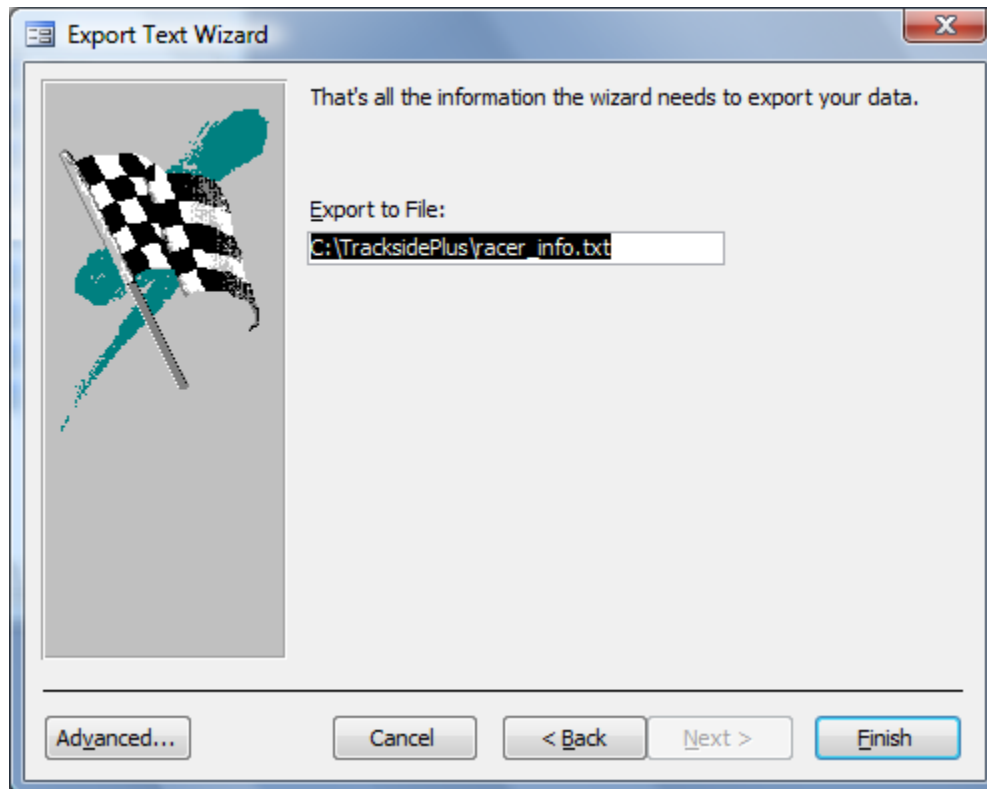 Export Text Wizard
That's all the information the wizard needs to export your data.
Export to File:
C:\TracksidePlus\racer_info.txt
Advanced... Cancel < Back Next > Finish